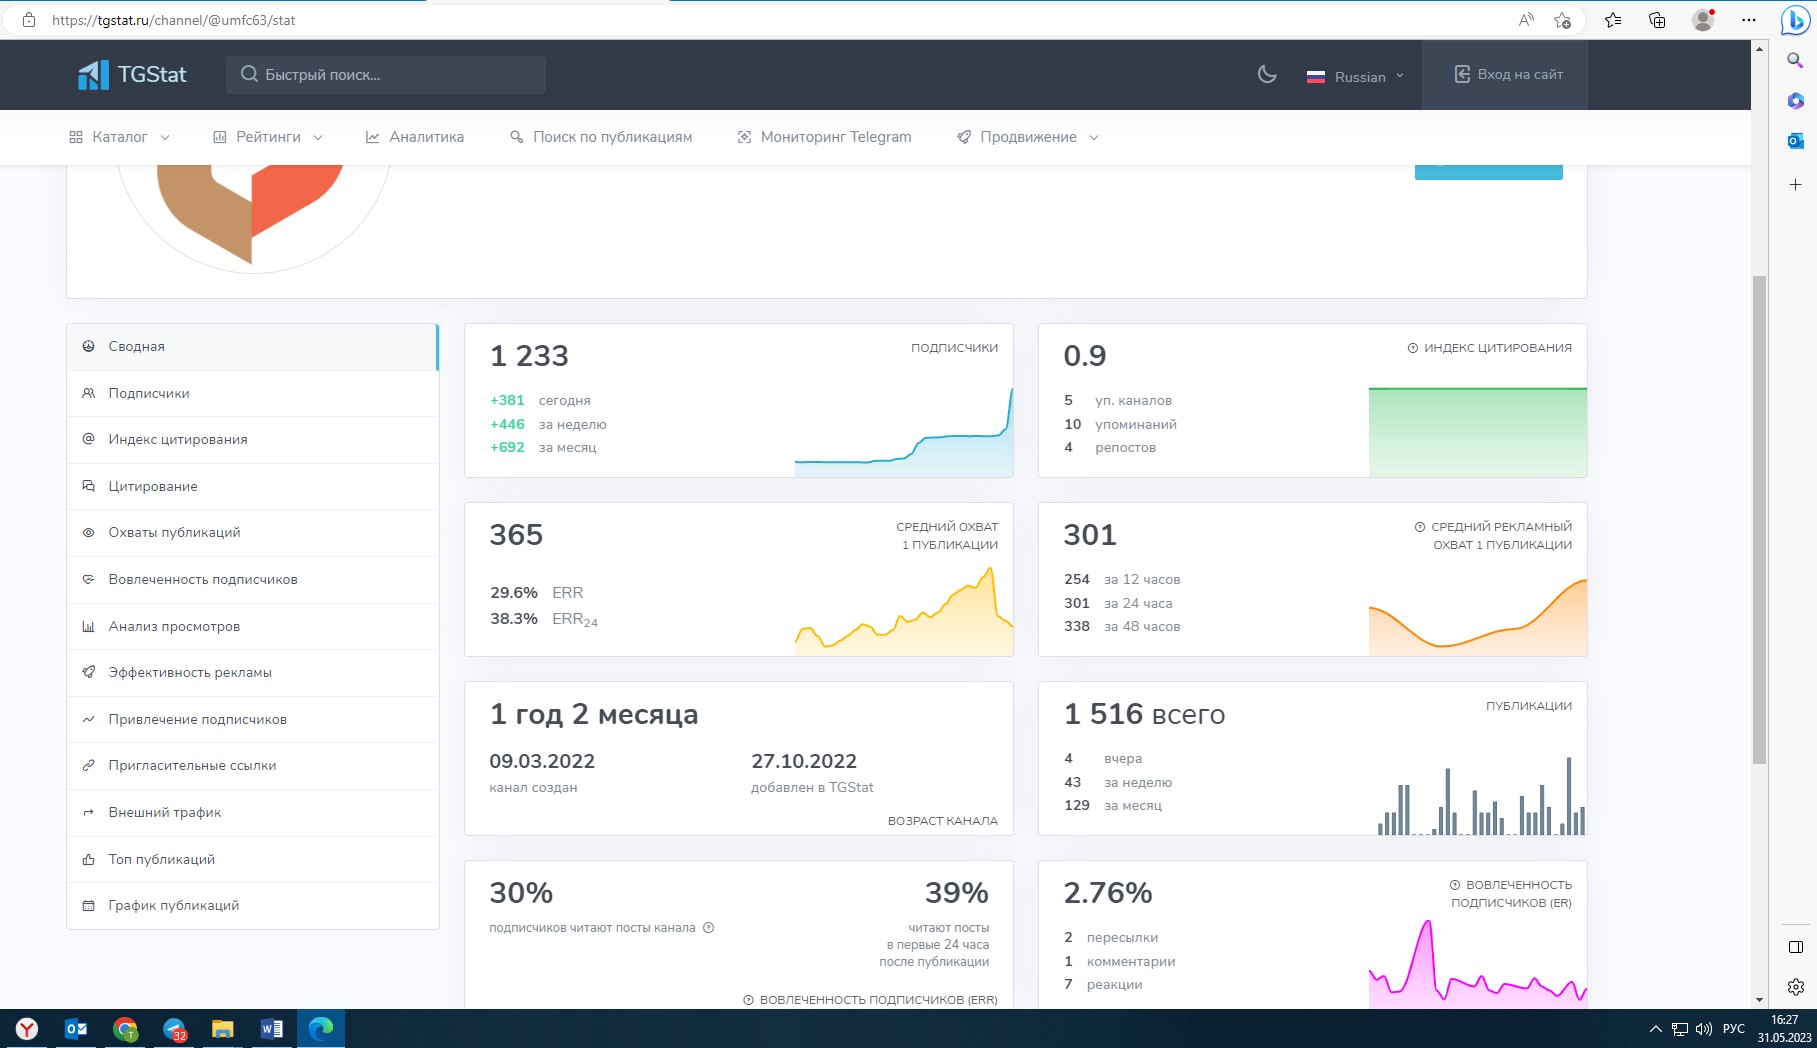 https://tgstat.ru/channel/@umfc63/stat
TGStat
Быстрый поиск...
Russian
Вход на сайт
Каталог
Рейтинги
Аналитика
Поиск по публикациям
Мониторинг Telegram
Продвижение
Сводная
Подписчики
Индекс цитирования
Цитирование
Охваты публикаций
Вовлеченность подписчиков
Анализ просмотров
Эффективность рекламы
Привлечение подписчиков
Пригласительные ссылки
Внешний трафик
Топ публикаций
График публикаций
1 233
ПОДПИСЧИКИ
+381 сегодня
+446 за неделю
+692 за месяц
0.9
ИНДЕКС ЦИТИРОВАНИЯ
5 уп. каналов
10 упоминаний
4 репостов
365
СРЕДНИЙ ОХВАТ
1 ПУБЛИКАЦИИ
29.6% ERR
38.3% ERR24
301
СРЕДНИЙ РЕКЛАМНЫЙ
ОХВАТ 1 ПУБЛИКАЦИИ
254 за 12 часов
301 за 24 часа
338 за 48 часов
1 год 2 месяца
09.03.2022
канал создан
27.10.2022
добавлен в TGStat
ВОЗРАСТ КАНАЛА
1 516 всего
ПУБЛИКАЦИИ
4 вчера
43 за неделю
129 за месяц
30%
подписчиков читают посты канала
39%
читают посты
в первые 24 часа
после публикации
ВОВЛЕЧЕННОСТЬ ПОДПИСЧИКОВ (ERR)
2.76%
ВОВЛЕЧЕННОСТЬ
ПОДПИСЧИКОВ (ER)
2 пересылки
1 комментарии
7 реакции
32
РУС
16:27
31.05.2023